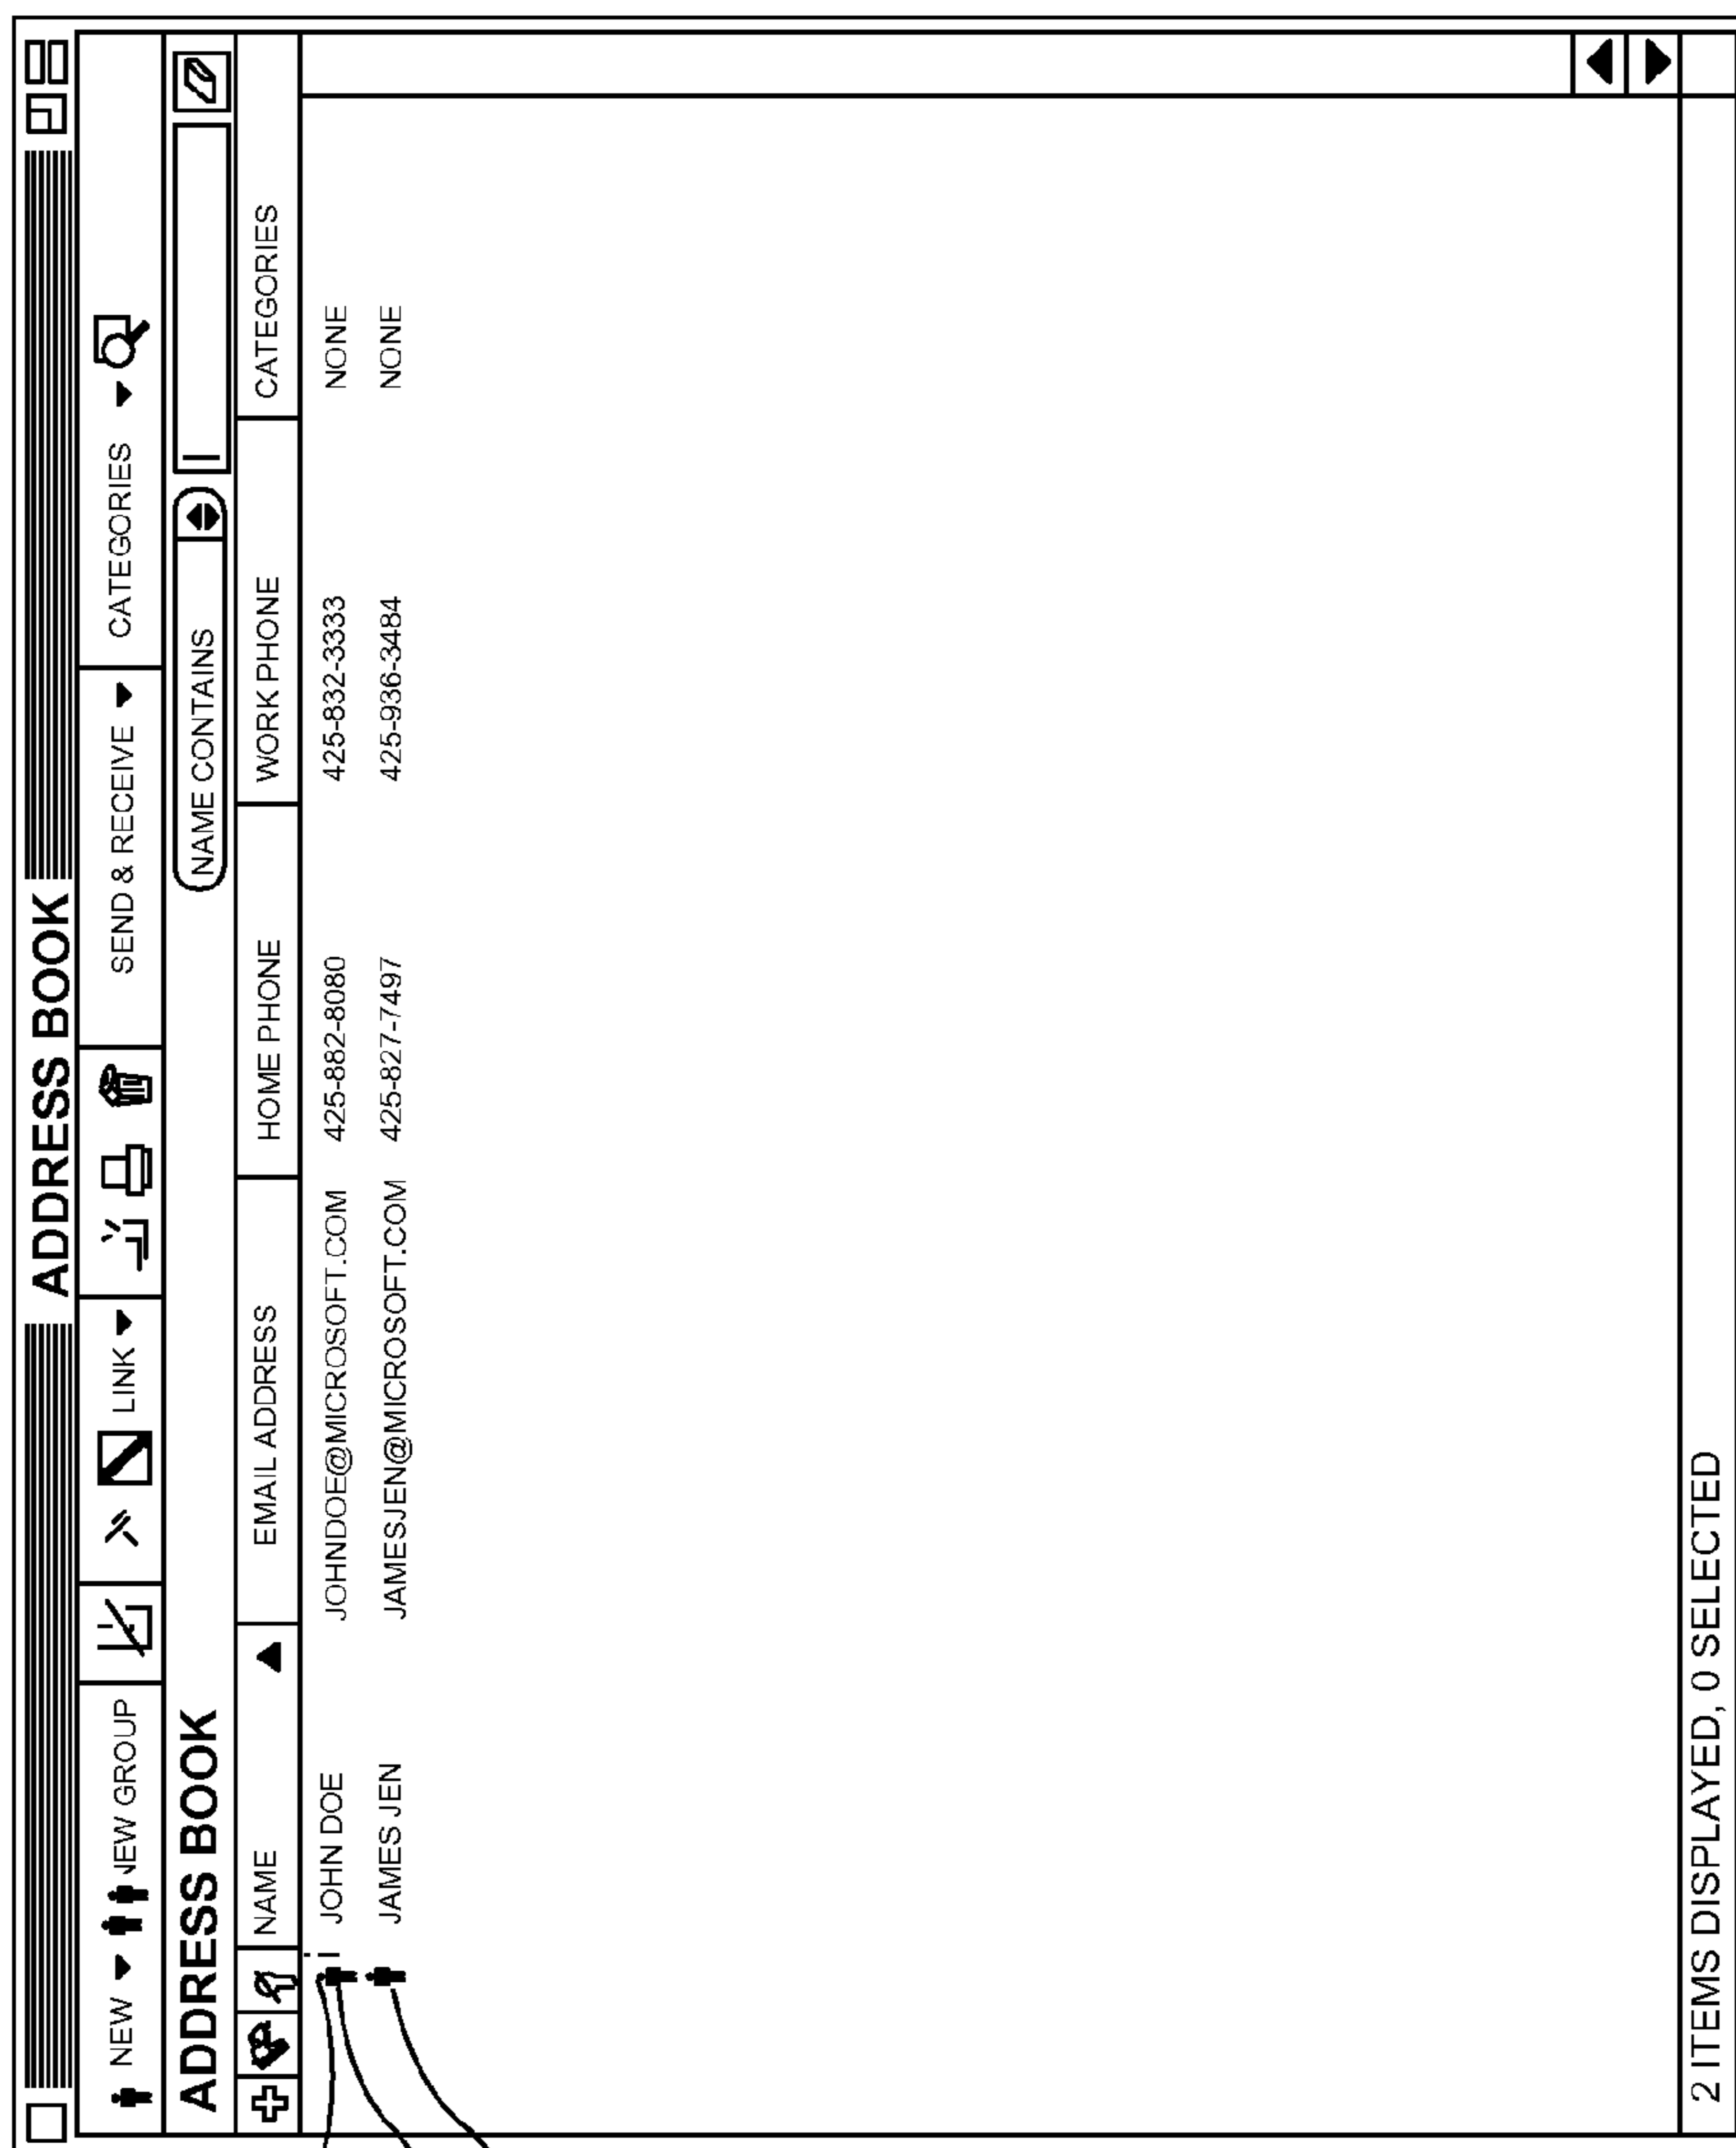 ADDRESS BOOK
NEW NEW GROUP LINK SEND & RECEIVE CATEGORIES
ADDRESS BOOK NAME CONTAINS
NAME EMAIL ADDRESS HOME PHONE WORK PHONE CATEGORIES
JOHN DOE JOHNDOE@MICROSOFT.COM 425-882-8080 425-832-3333 NONE
JAMES JEN JAMESJEN@MICROSOFT.COM 425-827-7497 425-936-3484 NONE
2 ITEMS DISPLAYED, 0 SELECTED